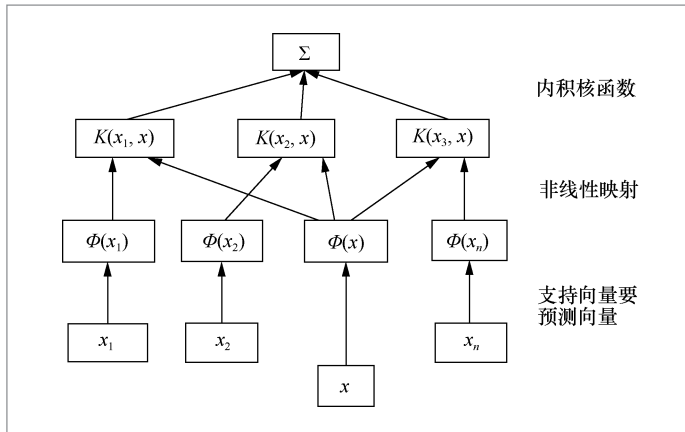 Σ
内积核函数
K(x₁, x)
K(x₂, x)
K(x₃, x)
非线性映射
Φ(x₁)
Φ(x₂)
Φ(x)
Φ(xₙ)
支持向量要
预测向量
x₁
x₂
xₙ
x